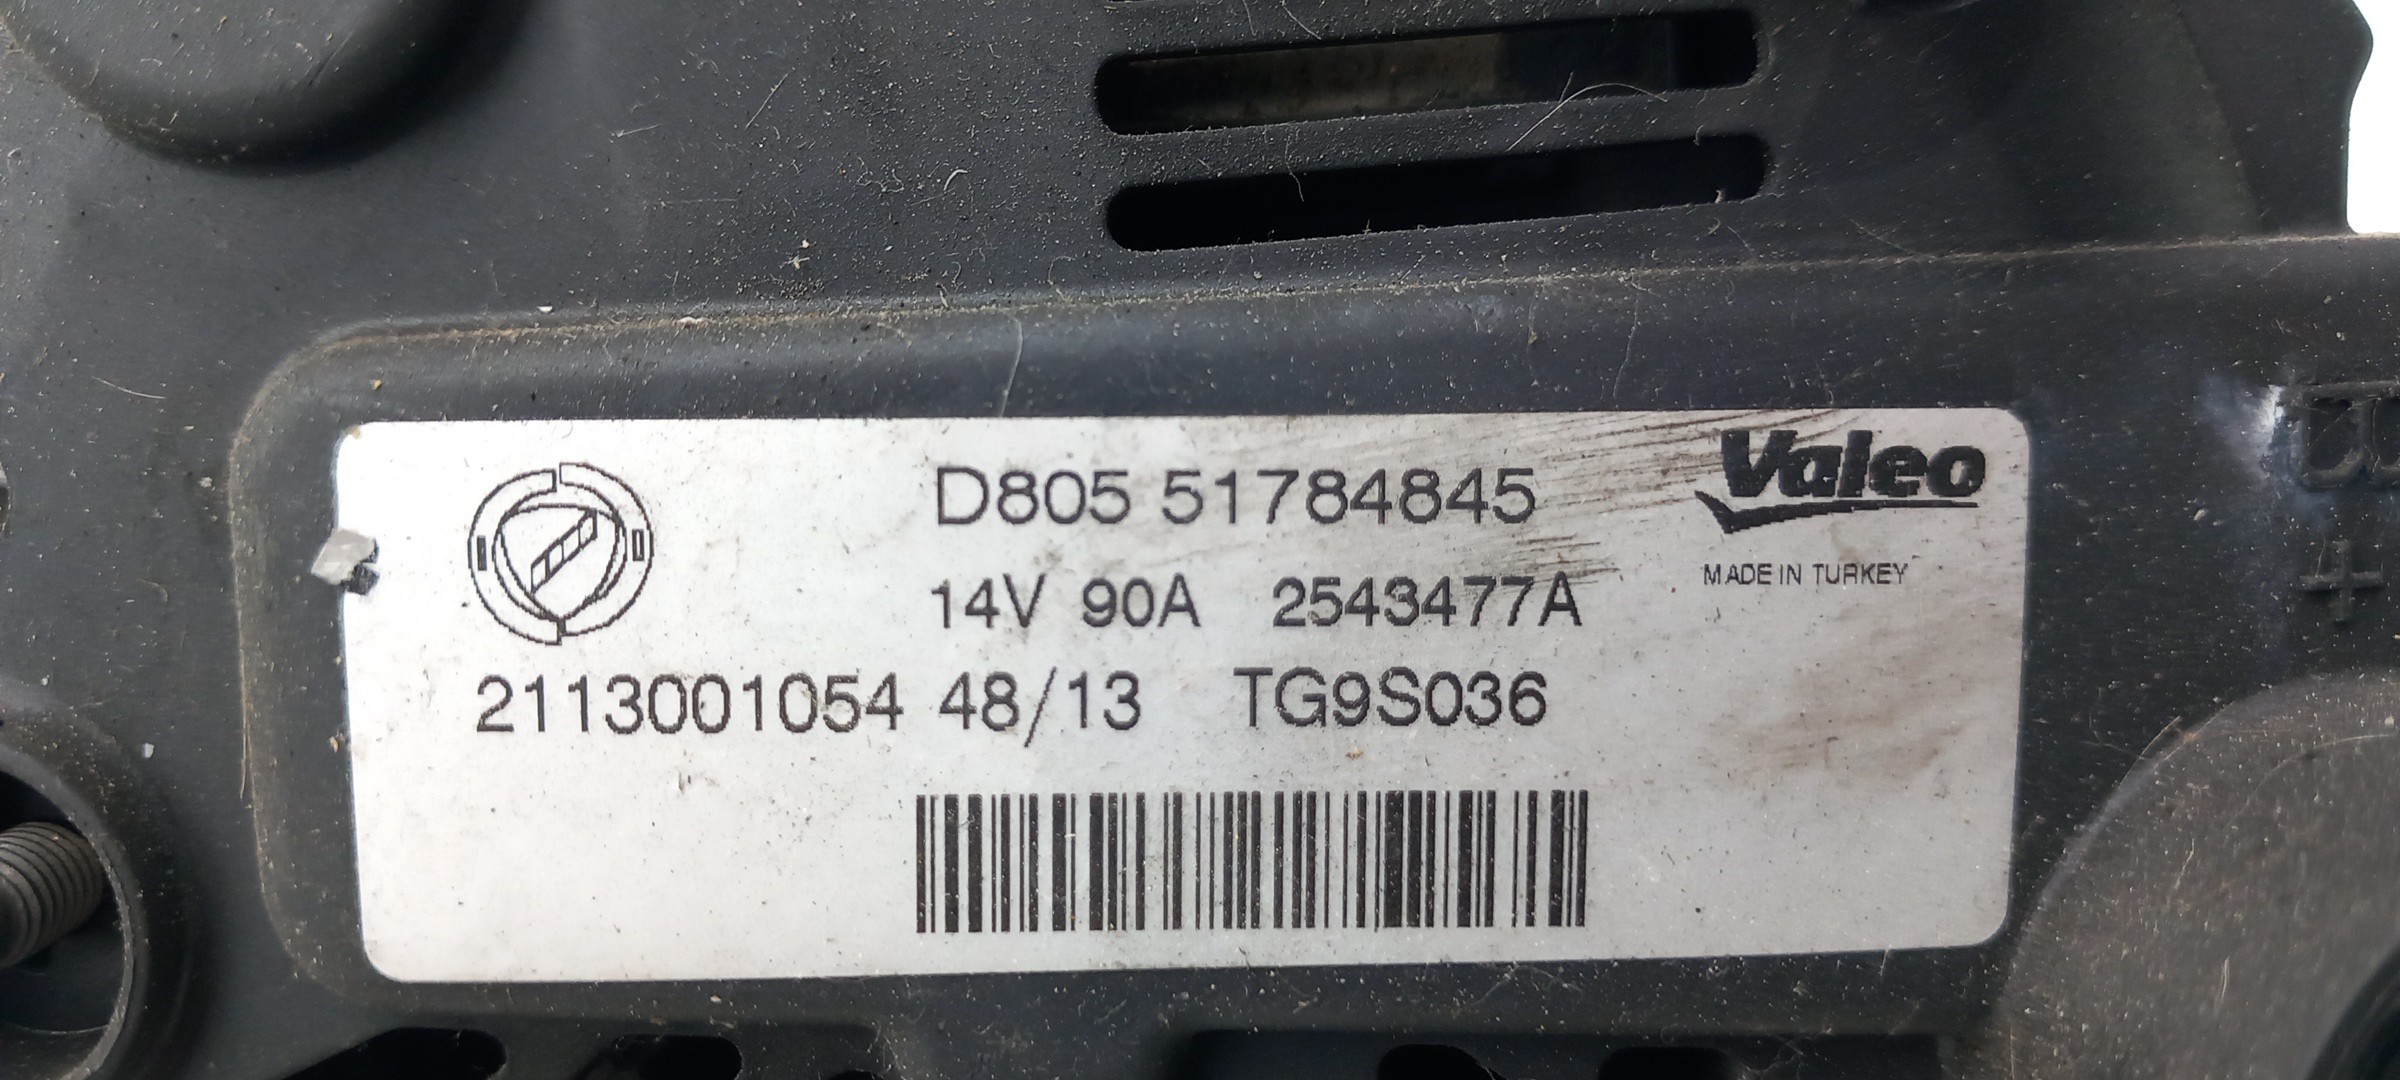 D805 51784845
Valeo
MADE IN TURKEY
14V 90A 2543477A
2113001054 48/13 TG9S036
+